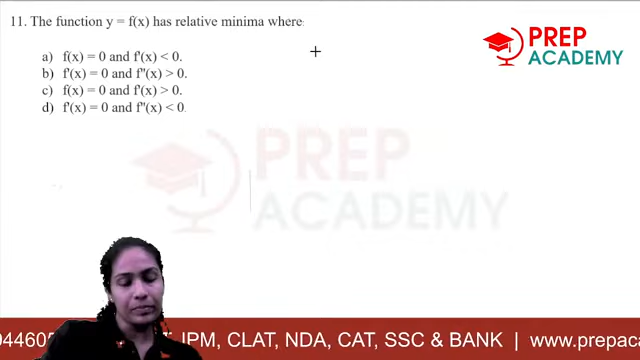 11. The function y = f(x) has relative minima where:
PREP
ACADEMY
a) f(x) = 0 and f'(x) < 0.
b) f'(x) = 0 and f''(x) > 0.
c) f(x) = 0 and f'(x) > 0.
d) f'(x) = 0 and f''(x) < 0.
PREP
ACADEMY
IPM, CLAT, NDA, CAT, SSC & BANK | www.prepac